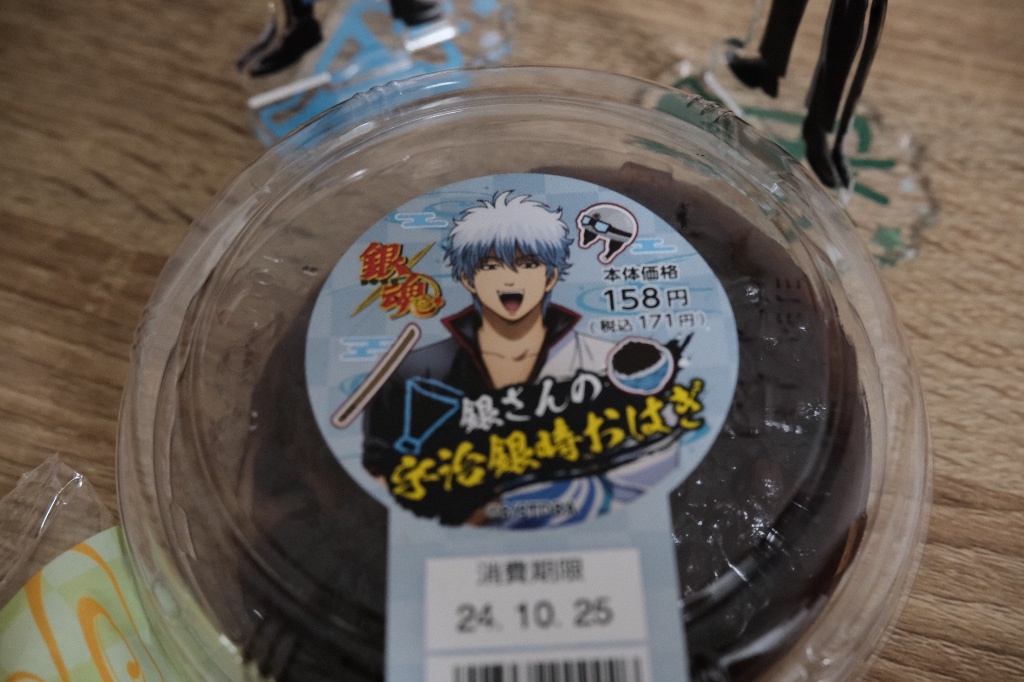 銀魂
本体価格
158円
(税込 171円)
銀さんの
宇治銀時おはぎ
消費期限
24.10.25